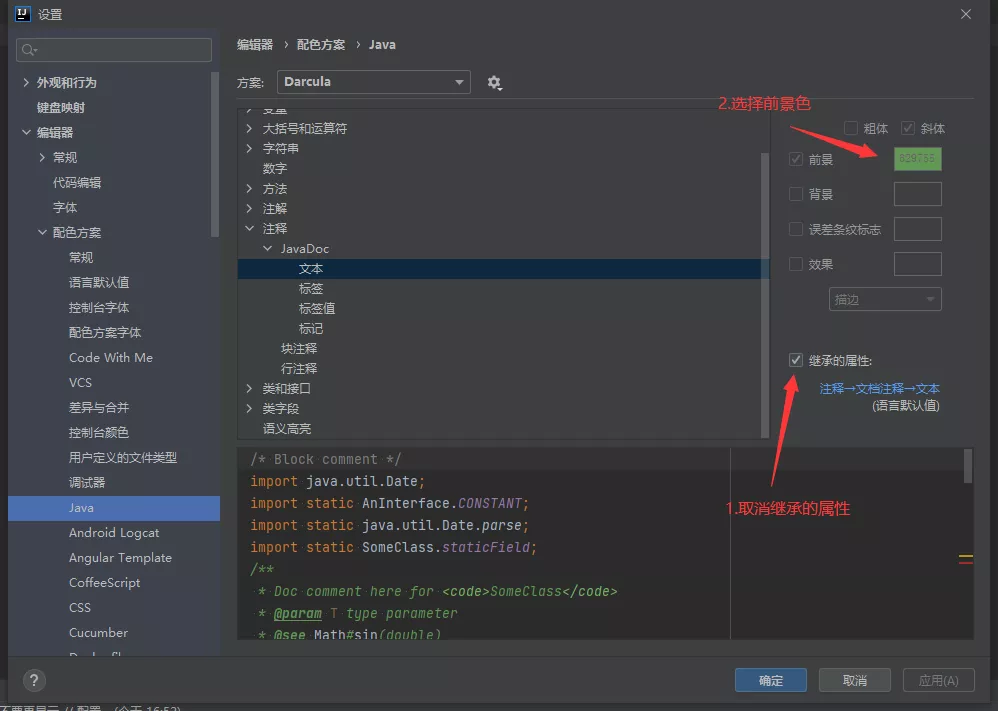 设置
编辑器 › 配色方案 › Java
方案: Darcula
外观和行为
键盘映射
编辑器
常规
代码编辑
字体
配色方案
常规
语言默认值
控制台字体
配色方案字体
Code With Me
VCS
差异与合并
控制台颜色
用户定义的文件类型
调试器
Java
Android Logcat
Angular Template
CoffeeScript
CSS
Cucumber
变量
大括号和运算符
字符串
数字
方法
注解
注释
JavaDoc
文本
标签
标签值
标记
块注释
行注释
类和接口
类字段
语义高亮
2.选择前景色
粗体 斜体
前景 629755
背景
误差条纹标志
效果
描边
继承的属性:
注释→文档注释→文本
(语言默认值)
1.取消继承的属性
/* Block comment */
import java.util.Date;
import static AnInterface.CONSTANT;
import static java.util.Date.parse;
import static SomeClass.staticField;
/**
* Doc comment here for <code>SomeClass</code>
* @param T type parameter
* @see Math#sin(double)
? 确定 取消 应用(A)